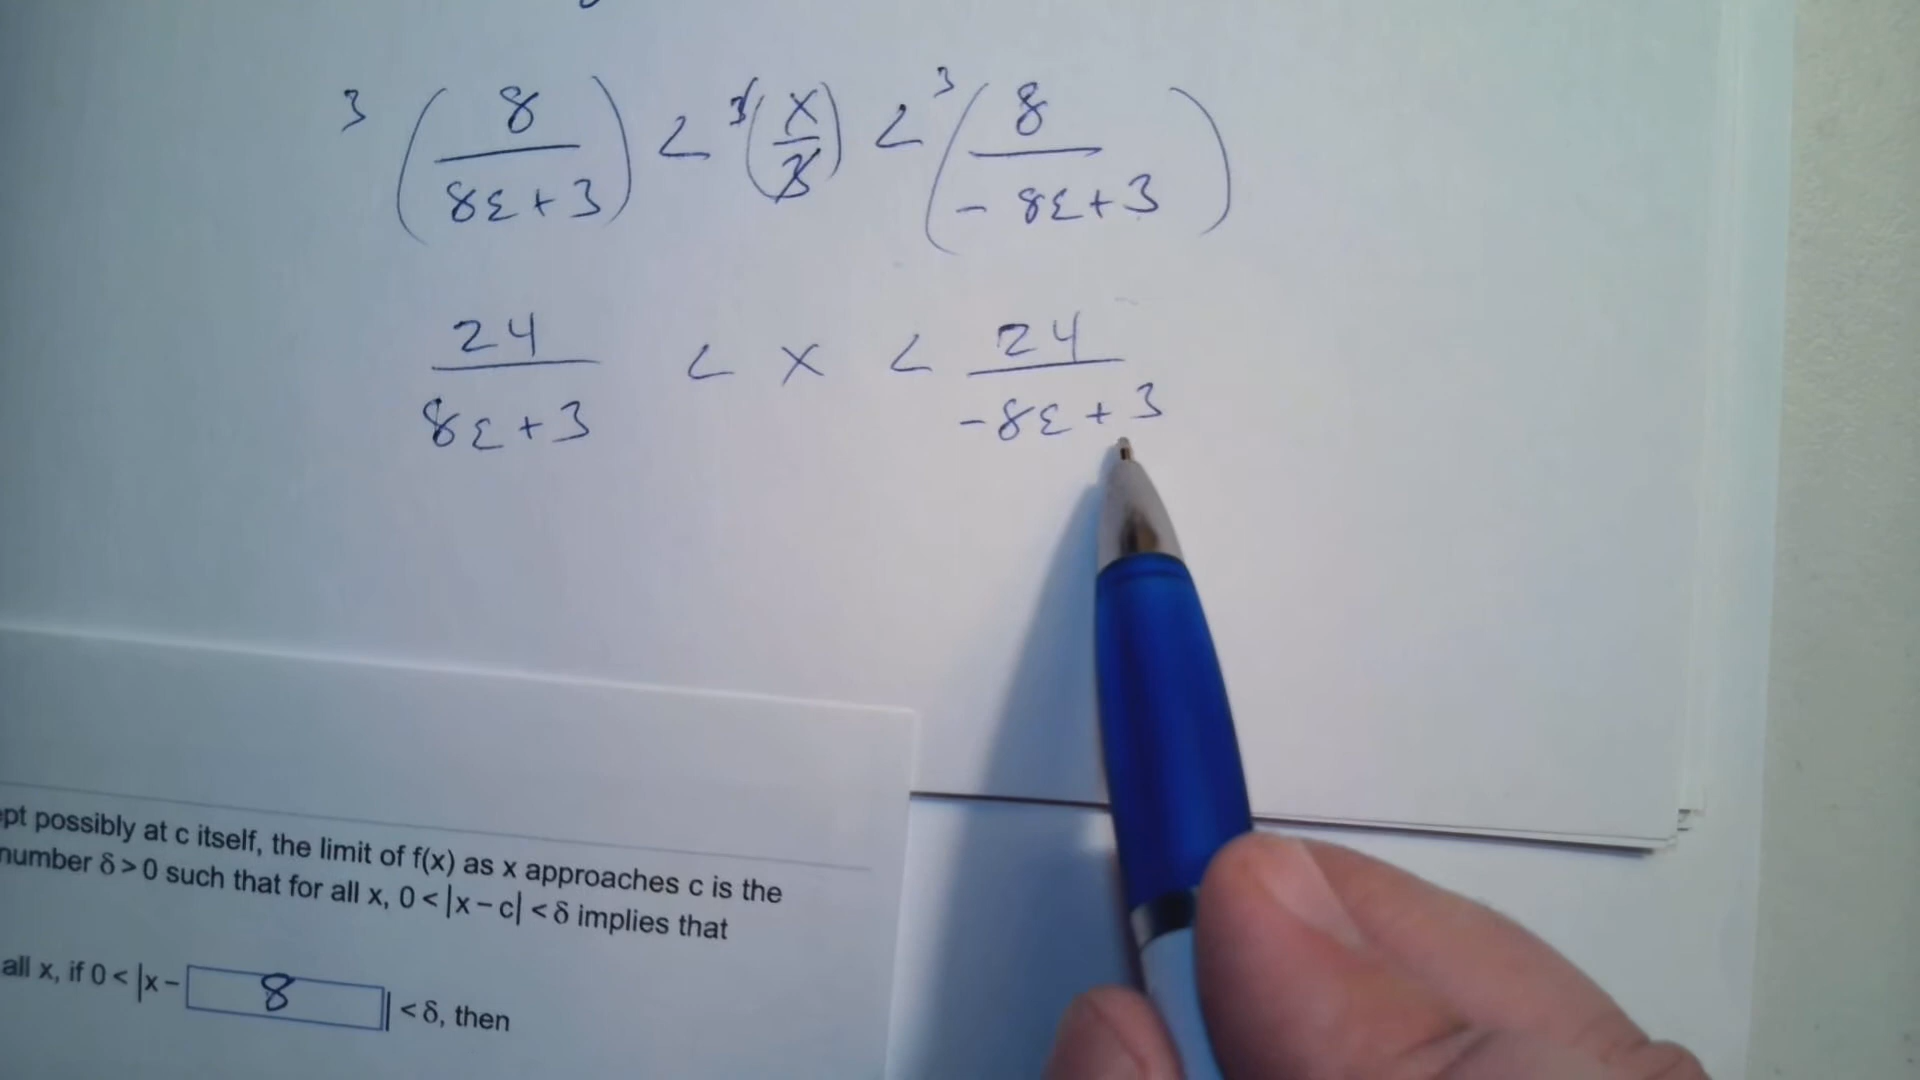 3 ( 8 / 8ε+3 ) < 3 ( x / 3 ) < 3 ( 8 / -8ε+3 )
24 / 8ε+3 < x < 24 / -8ε+3
pt possibly at c itself, the limit of f(x) as x approaches c is the
number δ > 0 such that for all x, 0 < |x − c| < δ implies that
all x, if 0 < |x − 8 | < δ, then